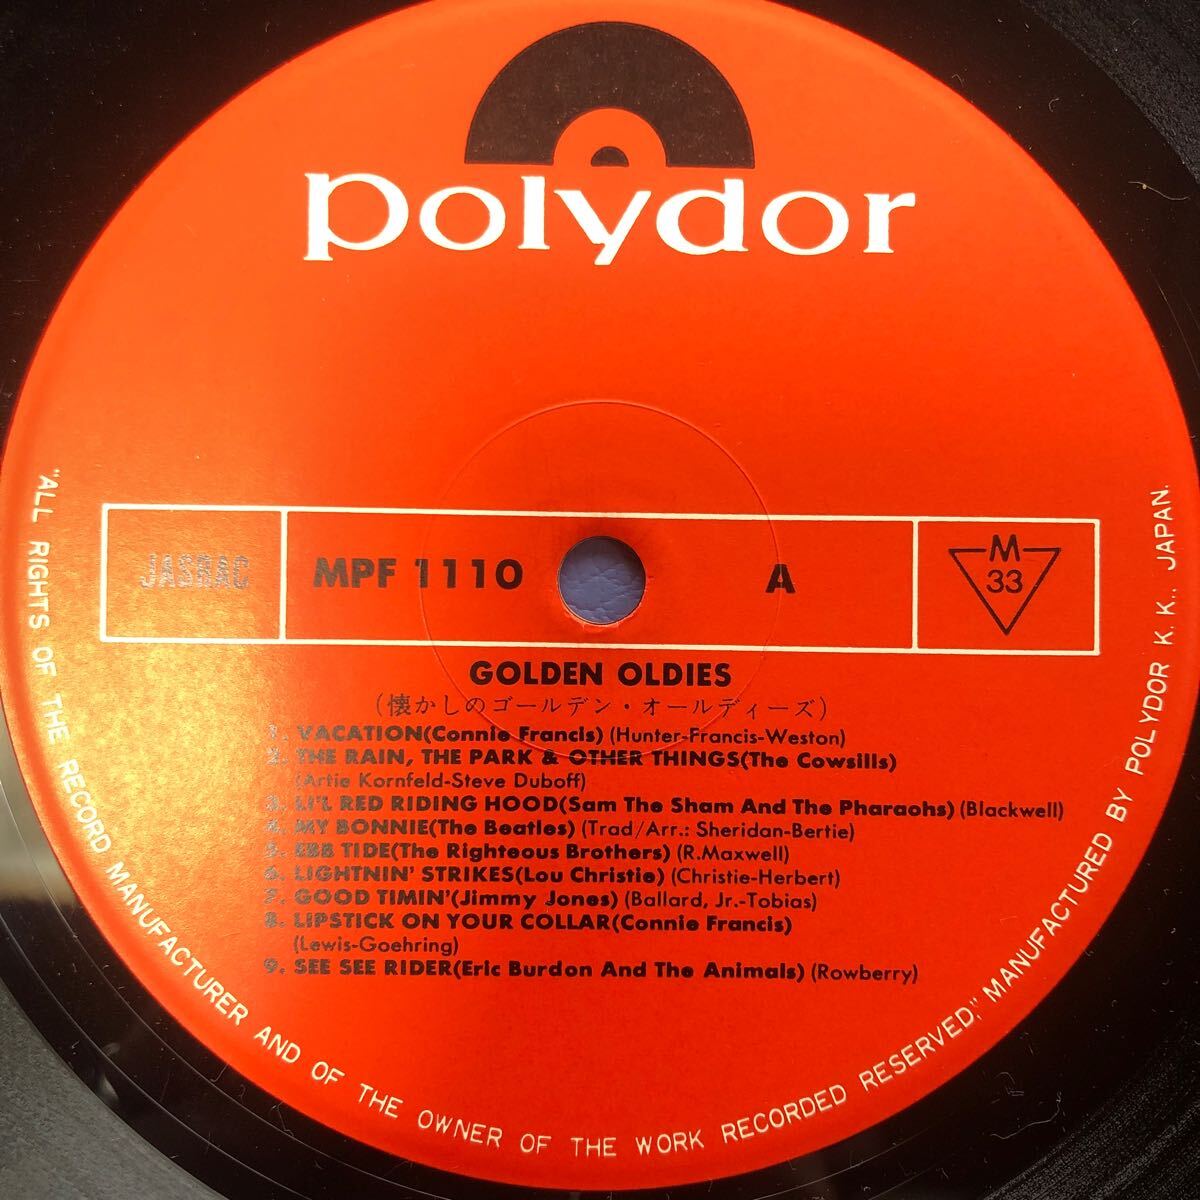 polydor
JASRAC
MPF 1110
A
M
33
GOLDEN OLDIES
(懐かしのゴールデン・オールディーズ)
1. VACATION(Connie Francis) (Hunter-Francis-Weston)
2. THE RAIN, THE PARK & OTHER THINGS(The Cowsills)
(Artie Kornfeld-Steve Duboff)
3. LI'L RED RIDING HOOD(Sam The Sham And The Pharaohs) (Blackwell)
4. MY BONNIE(The Beatles) (Trad/Arr.: Sheridan-Bertie)
5. EBB TIDE(The Righteous Brothers) (R.Maxwell)
6. LIGHTNIN' STRIKES(Lou Christie) (Christie-Herbert)
7. GOOD TIMIN'(Jimmy Jones) (Ballard, Jr.-Tobias)
8. LIPSTICK ON YOUR COLLAR(Connie Francis)
(Lewis-Goehring)
9. SEE SEE RIDER(Eric Burdon And The Animals) (Rowberry)
"ALL RIGHTS OF THE RECORD MANUFACTURER AND OF THE OWNER OF THE WORK RECORDED RESERVED," MANUFACTURED BY POLYDOR K. K., JAPAN.